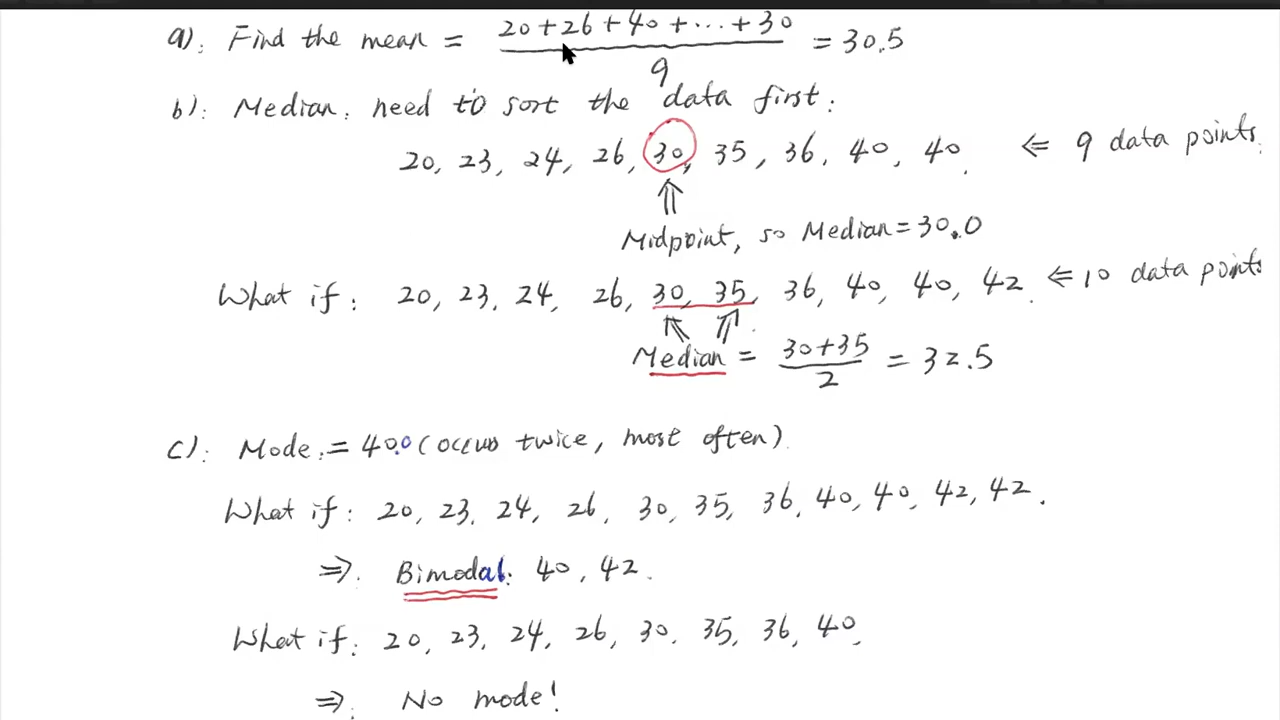 a): Find the mean = 20+26+40+...+30 / 9 = 30.5
b): Median: need to sort the data first:
20, 23, 24, 26, 30, 35, 36, 40, 40. ⇐ 9 data points.
Midpoint, so Median = 30.0
What if: 20, 23, 24, 26, 30, 35, 36, 40, 40, 42. ⇐ 10 data points
Median = 30+35 / 2 = 32.5
c): Mode: = 40.0 (occurs twice, most often)
What if: 20, 23, 24, 26, 30, 35, 36, 40, 40, 42, 42.
⇒ Bimodal: 40, 42.
What if: 20, 23, 24, 26, 30, 35, 36, 40.
⇒ No mode!